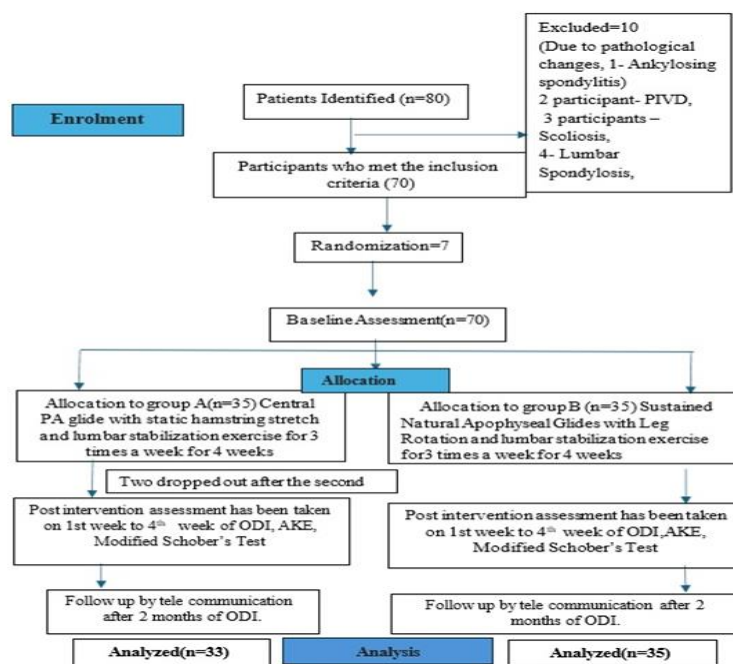 Excluded=10
(Due to pathological
changes, 1- Ankylosing
spondylitis)
2 participant- PIVD,
3 participants –
Scoliosis,
4- Lumbar
Spondylosis,
Patients Identified (n=80)
Enrolment
Participants who met the inclusion
criteria (70)
Randomization=7
Baseline Assessment(n=70)
Allocation
Allocation to group A(n=35) Central
PA glide with static hamstring stretch
and lumbar stabilization exercise for 3
times a week for 4 weeks
Allocation to group B (n=35) Sustained
Natural Apophyseal Glides with Leg
Rotation and lumbar stabilization exercise
for3 times a week for 4 weeks
Two dropped out after the second
Post intervention assessment has been taken
on 1st week to 4th week of ODI, AKE,
Modified Schober's Test
Post intervention assessment has been taken
on 1st week to 4th week of ODI,AKE,
Modified Schober's Test
Follow up by tele communication
after 2 months of ODI.
Follow up by tele communication after 2
months of ODI.
Analyzed(n=33)
Analysis
Analyzed (n=35)